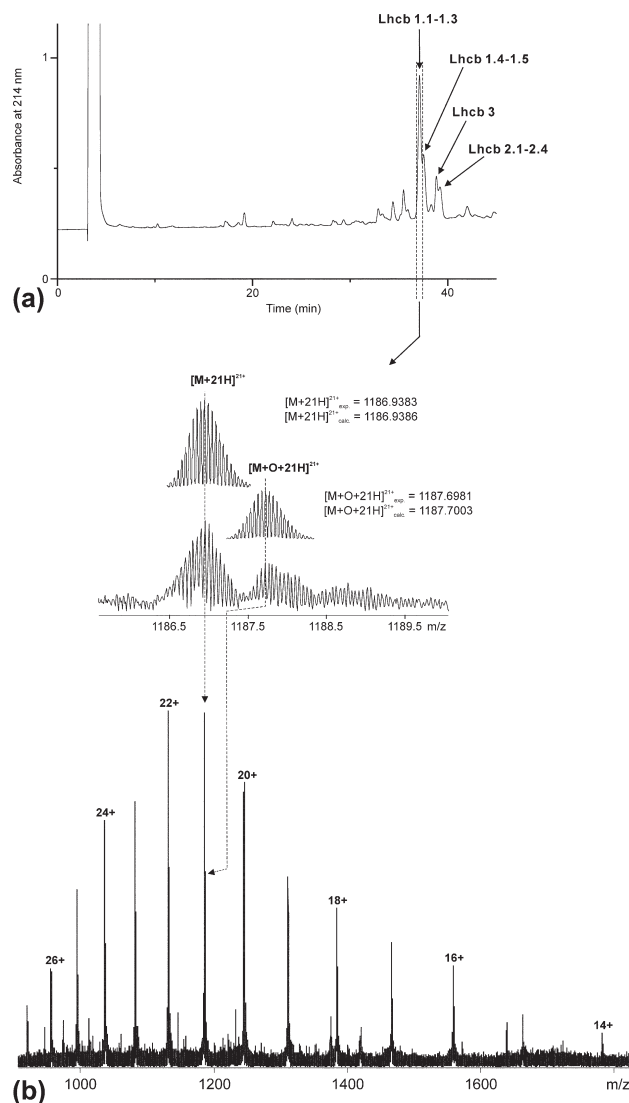 Lhcb 1.1-1.3
Lhcb 1.4-1.5
Lhcb 3
Lhcb 2.1-2.4
Absorbance at 214 nm
1
0
0
20
40
Time (min)
(a)
[M+21H]21+
[M+21H]21+exp. = 1186.9383
[M+21H]21+calc. = 1186.9386
[M+O+21H]21+
[M+O+21H]21+exp. = 1187.6981
[M+O+21H]21+calc. = 1187.7003
1186.5 1187.5 1188.5 1189.5 m/z
22+
20+
24+
18+
26+
16+
14+
1000 1200 1400 1600 m/z
(b)